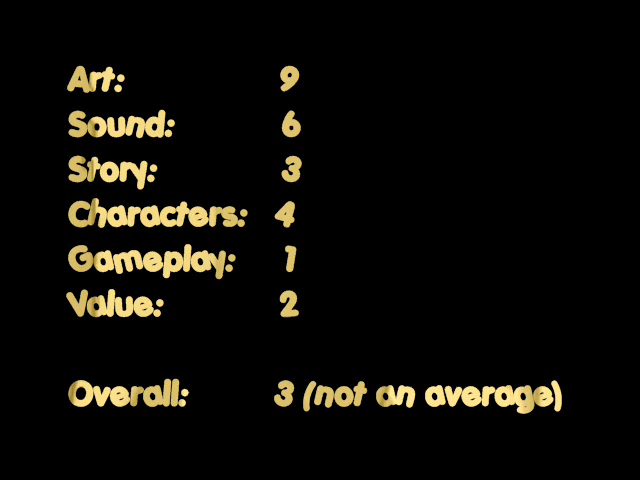 Art: 9
Sound: 6
Story: 3
Characters: 4
Gameplay: 1
Value: 2
Overall: 3 (not an average)